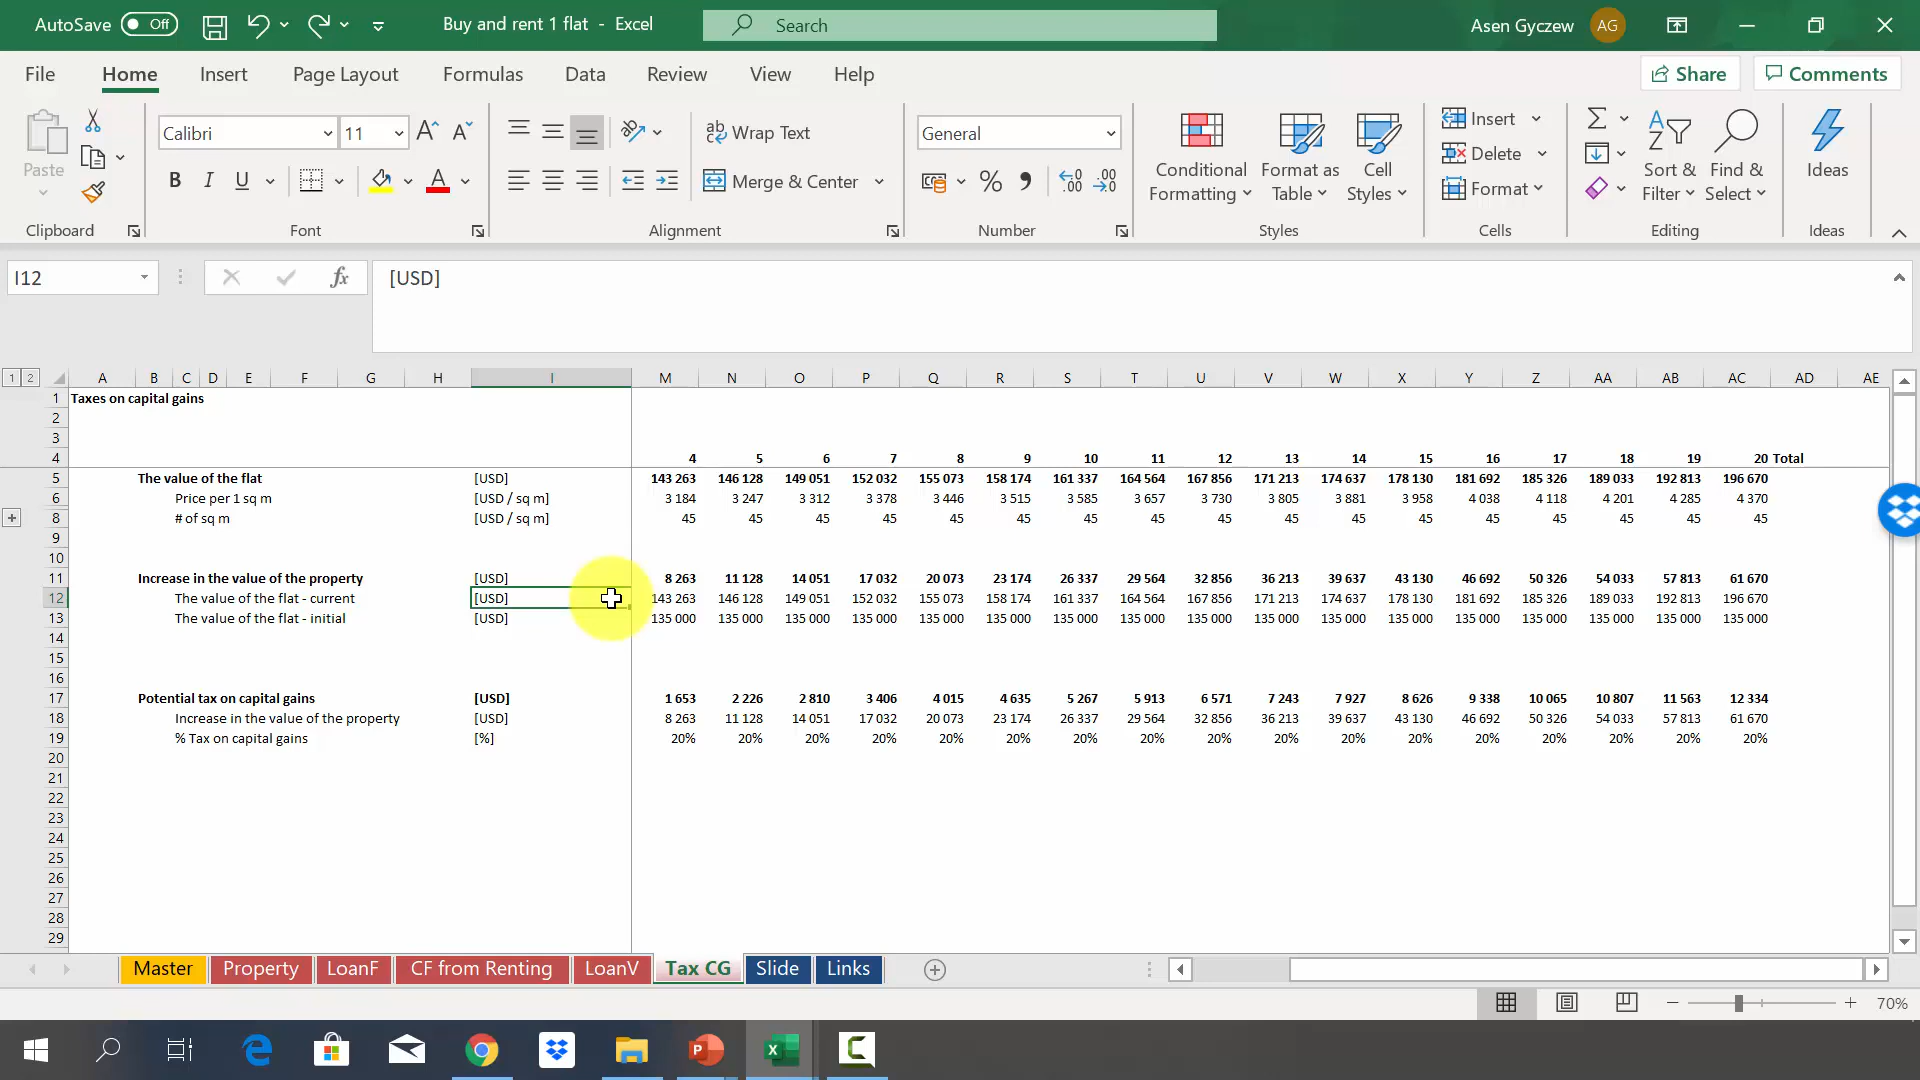 AutoSave Off Buy and rent 1 flat - Excel Search Asen Gyczew AG
File Home Insert Page Layout Formulas Data Review View Help Share Comments
Paste Calibri 11 Wrap Text General Conditional Formatting Format as Table Cell Styles Insert Sort & Filter Find & Select Ideas
B I U Merge & Center % Delete
Format
Clipboard Font Alignment Number Styles Cells Editing Ideas
I12 fx [USD]
1 2 A B C D E F G H I M N O P Q R S T U V W X Y Z AA AB AC AD AE
1 Taxes on capital gains
2
3
4 4 5 6 7 8 9 10 11 12 13 14 15 16 17 18 19 20 Total
5 The value of the flat [USD] 143 263 146 128 149 051 152 032 155 073 158 174 161 337 164 564 167 856 171 213 174 637 178 130 181 692 185 326 189 033 192 813 196 670
6 Price per 1 sq m [USD / sq m] 3 184 3 247 3 312 3 378 3 446 3 515 3 585 3 657 3 730 3 805 3 881 3 958 4 038 4 118 4 201 4 285 4 370
8 # of sq m [USD / sq m] 45 45 45 45 45 45 45 45 45 45 45 45 45 45 45 45 45
9
10
11 Increase in the value of the property [USD] 8 263 11 128 14 051 17 032 20 073 23 174 26 337 29 564 32 856 36 213 39 637 43 130 46 692 50 326 54 033 57 813 61 670
12 The value of the flat - current [USD] 143 263 146 128 149 051 152 032 155 073 158 174 161 337 164 564 167 856 171 213 174 637 178 130 181 692 185 326 189 033 192 813 196 670
13 The value of the flat - initial [USD] 135 000 135 000 135 000 135 000 135 000 135 000 135 000 135 000 135 000 135 000 135 000 135 000 135 000 135 000 135 000 135 000 135 000
14
15
16
17 Potential tax on capital gains [USD] 1 653 2 226 2 810 3 406 4 015 4 635 5 267 5 913 6 571 7 243 7 927 8 626 9 338 10 065 10 807 11 563 12 334
18 Increase in the value of the property [USD] 8 263 11 128 14 051 17 032 20 073 23 174 26 337 29 564 32 856 36 213 39 637 43 130 46 692 50 326 54 033 57 813 61 670
19 % Tax on capital gains [%] 20% 20% 20% 20% 20% 20% 20% 20% 20% 20% 20% 20% 20% 20% 20% 20% 20%
20
21
22
23
24
25
26
27
28
29
Master Property LoanF CF from Renting LoanV Tax CG Slide Links
70%